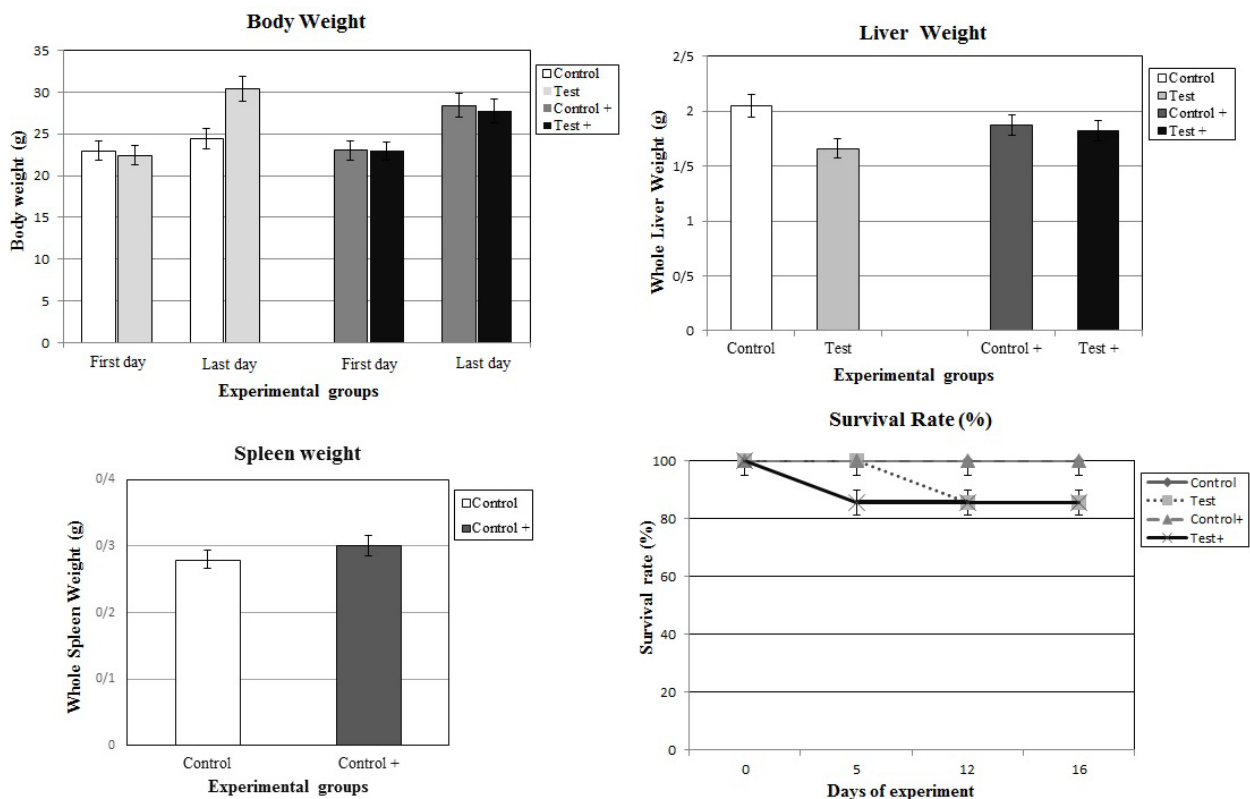 Body Weight
35
30
25
20
15
10
5
0
Body weight (g)
First day
Last day
First day
Last day
Experimental groups
Control
Test
Control +
Test +
Liver Weight
2/5
2
1/5
1
0/5
0
Whole Liver Weight (g)
Control
Test
Control +
Test +
Experimental groups
Control
Test
Control +
Test +
Spleen weight
0/4
0/3
0/2
0/1
0
Whole Spleen Weight (g)
Control
Control +
Experimental groups
Control
Control +
Survival Rate (%)
100
80
60
40
20
0
Survival rate (%)
0
5
12
16
Days of experiment
Control
Test
Control+
Test+